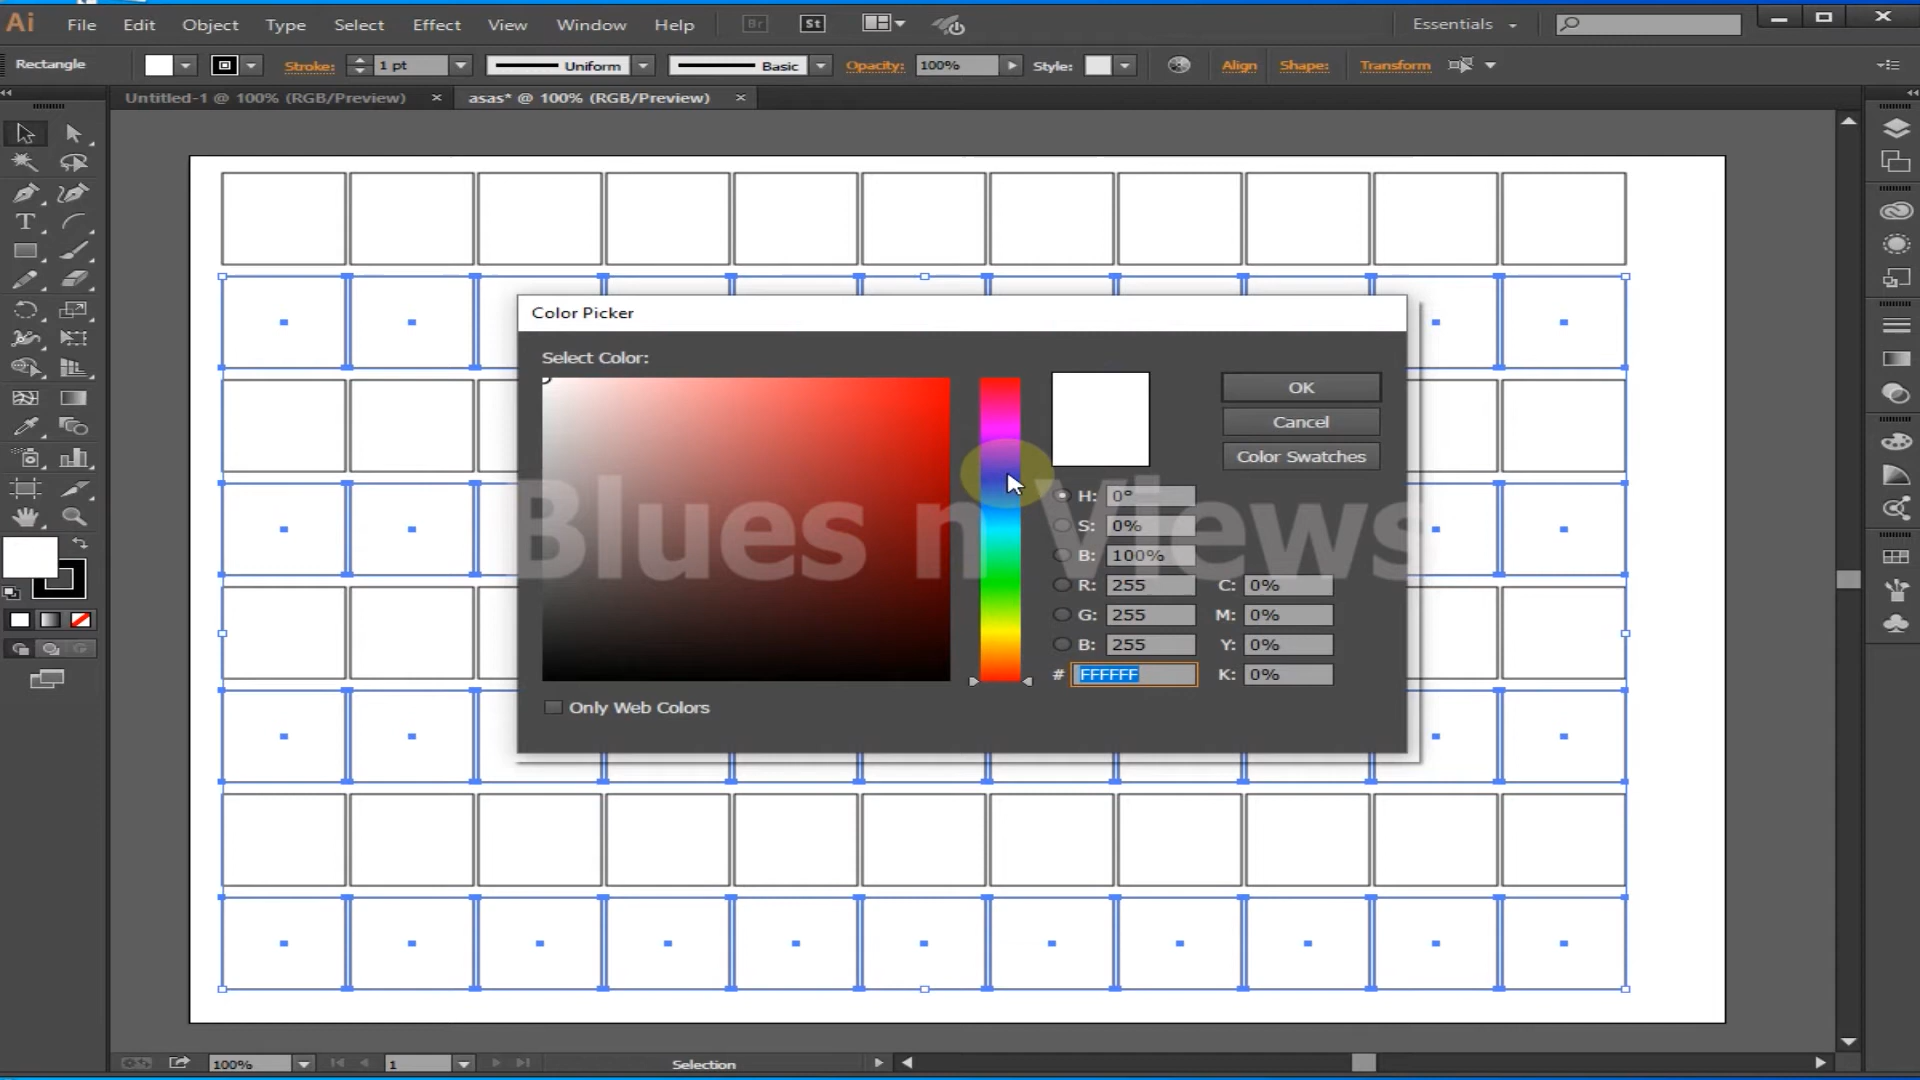 Ai File Edit Object Type Select Effect View Window Help Br St Essentials
Rectangle Stroke: 1 pt Uniform Basic Opacity: 100% Style: Align Shape: Transform
Untitled-1 @ 100% (RGB/Preview) × asas* @ 100% (RGB/Preview) ×
Color Picker
Select Color:
OK
Cancel
Color Swatches
H: 0°
S: 0%
B: 100%
R: 255 C: 0%
G: 255 M: 0%
B: 255 Y: 0%
# FFFFFF K: 0%
Only Web Colors
Blues n Views
T
100% 1 Selection